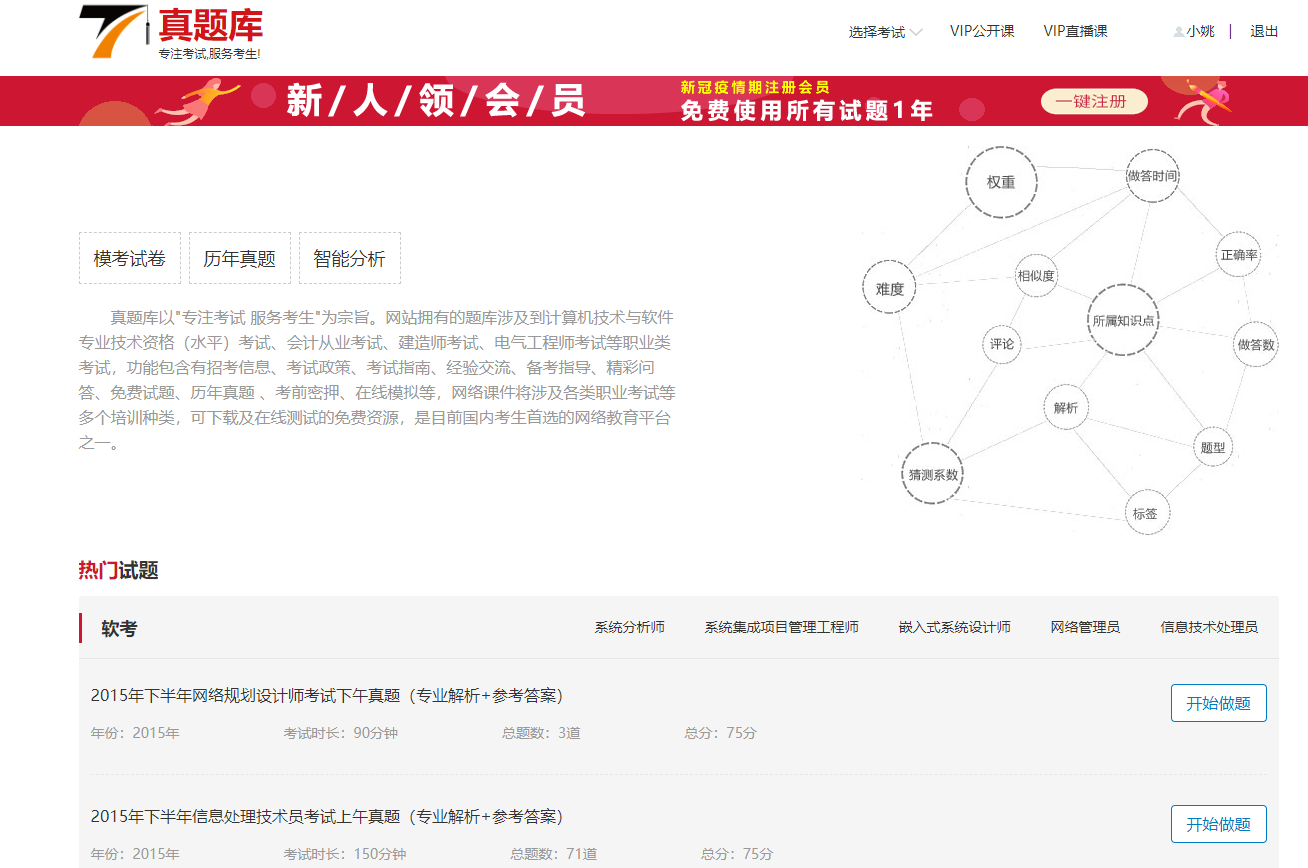 真题库
专注考试,服务考生!
选择考试 VIP公开课 VIP直播课 小姚 | 退出
新/人/领/会/员
新冠疫情期注册会员
免费使用所有试题1年
一键注册
模考试卷 历年真题 智能分析
真题库以"专注考试 服务考生"为宗旨。网站拥有的题库涉及到计算机技术与软件
专业技术资格（水平）考试、会计从业考试、建造师考试、电气工程师考试等职业类
考试，功能包含有招考信息、考试政策、考试指南、经验交流、备考指导、精彩问
答、免费试题、历年真题 、考前密押、在线模拟等，网络课件将涉及各类职业考试等
多个培训种类，可下载及在线测试的免费资源，是目前国内考生首选的网络教育平台
之一。
权重
做答时间
正确率
相似度
难度
所属知识点
评论
做答数
解析
题型
猜测系数
标签
热门试题
软考 系统分析师 系统集成项目管理工程师 嵌入式系统设计师 网络管理员 信息技术处理员
2015年下半年网络规划设计师考试下午真题（专业解析+参考答案）
开始做题
年份：2015年 考试时长：90分钟 总题数：3道 总分：75分
2015年下半年信息处理技术员考试上午真题（专业解析+参考答案）
开始做题
年份：2015年 考试时长：150分钟 总题数：71道 总分：75分